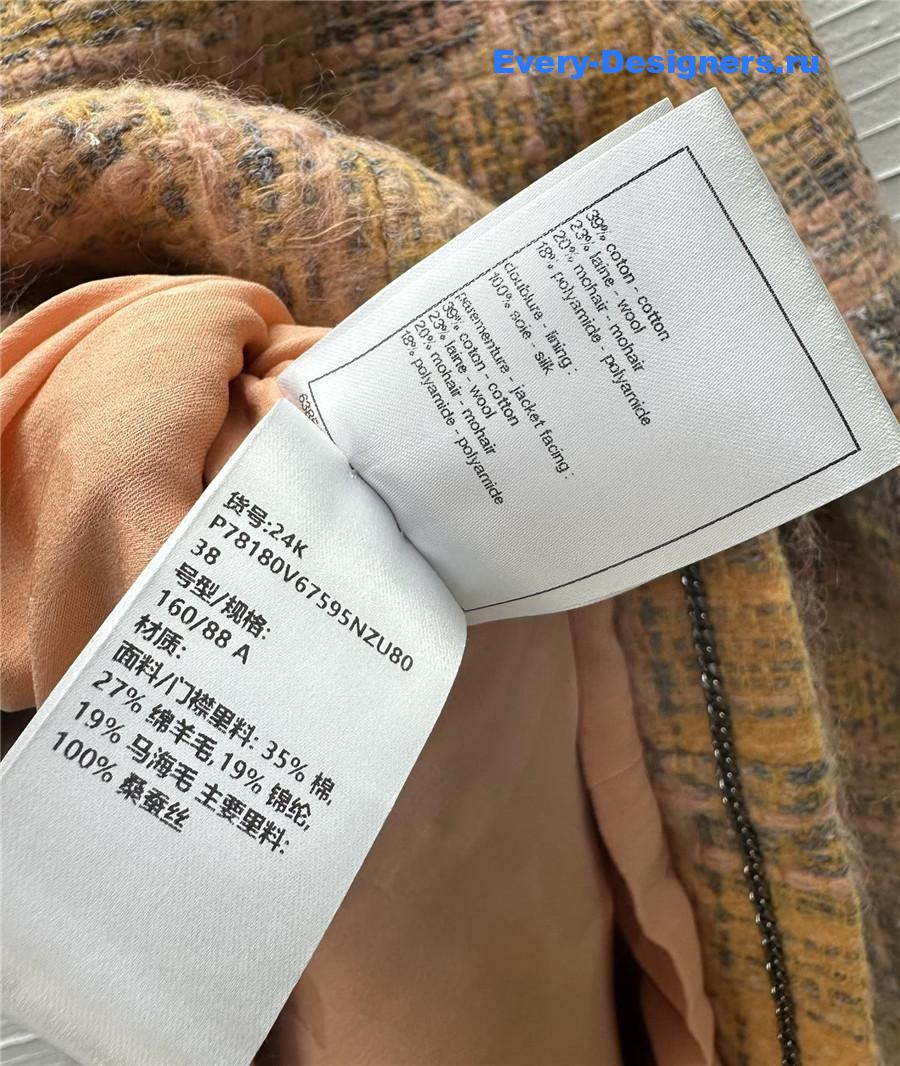 Every-Designers.ru
39% coton - cotton
23% laine - wool
20% mohair - mohair
18% polyamide - polyamide
doublure - lining :
100% soie - silk
parementure - jacket facing :
39% coton - cotton
23% laine - wool
20% mohair - mohair
18% polyamide - polyamide
货号:24K
P78180V67595NZU80
38
号型/规格:
160/88 A
材质:
面料/门襟里料: 35% 棉,
27% 绵羊毛, 19% 锦纶,
19% 马海毛 主要里料:
100% 桑蚕丝